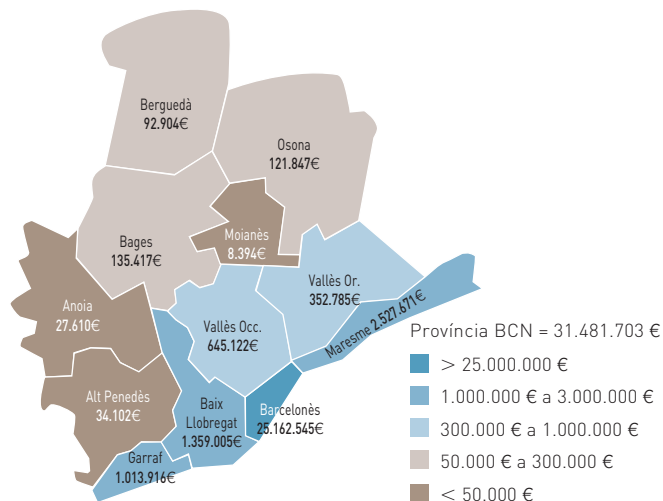 Berguedà
92.904€
Osona
121.847€
Moianès
8.394€
Bages
135.417€
Vallès Or.
352.785€
Anoia
27.610€
Vallès Occ.
645.122€
Maresme 2.527.671€
Alt Penedès
34.102€
Baix
Llobregat
1.359.005€
Barcelonès
25.162.545€
Garraf
1.013.916€
Província BCN = 31.481.703 €
> 25.000.000 €
1.000.000 € a 3.000.000 €
300.000 € a 1.000.000 €
50.000 € a 300.000 €
< 50.000 €